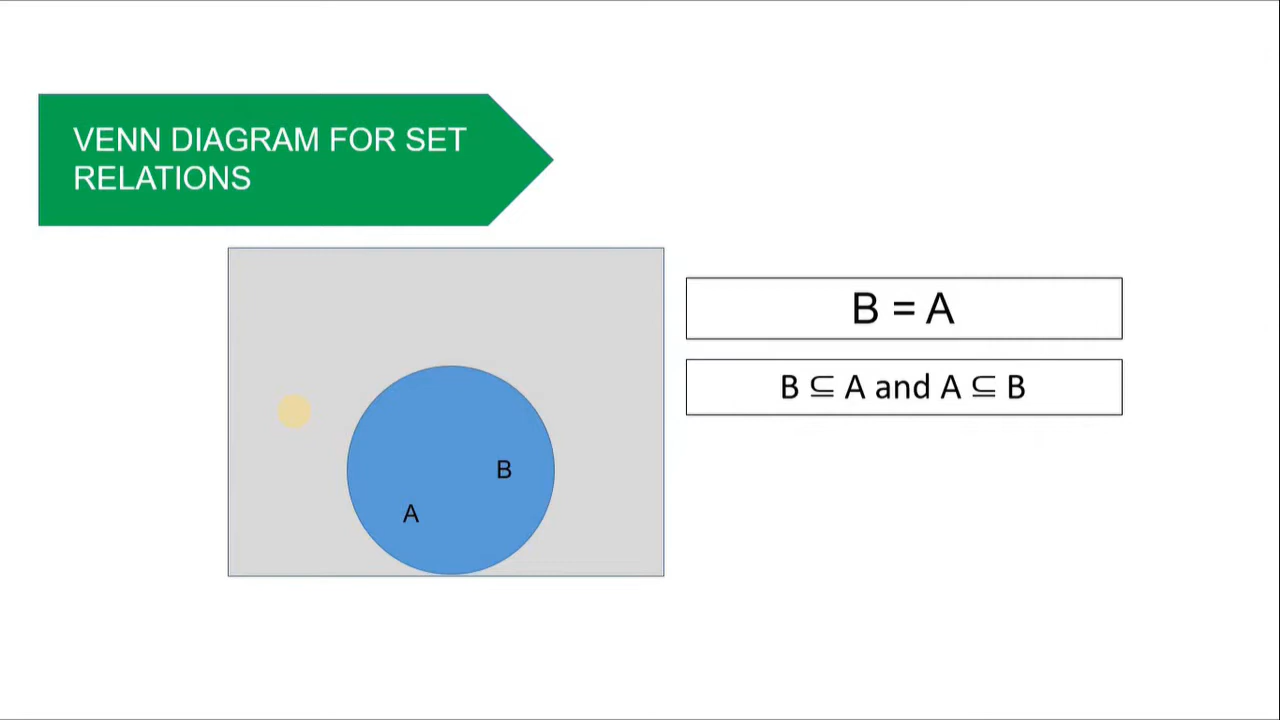 VENN DIAGRAM FOR SET
RELATIONS
B = A
B ⊆ A and A ⊆ B
B
A